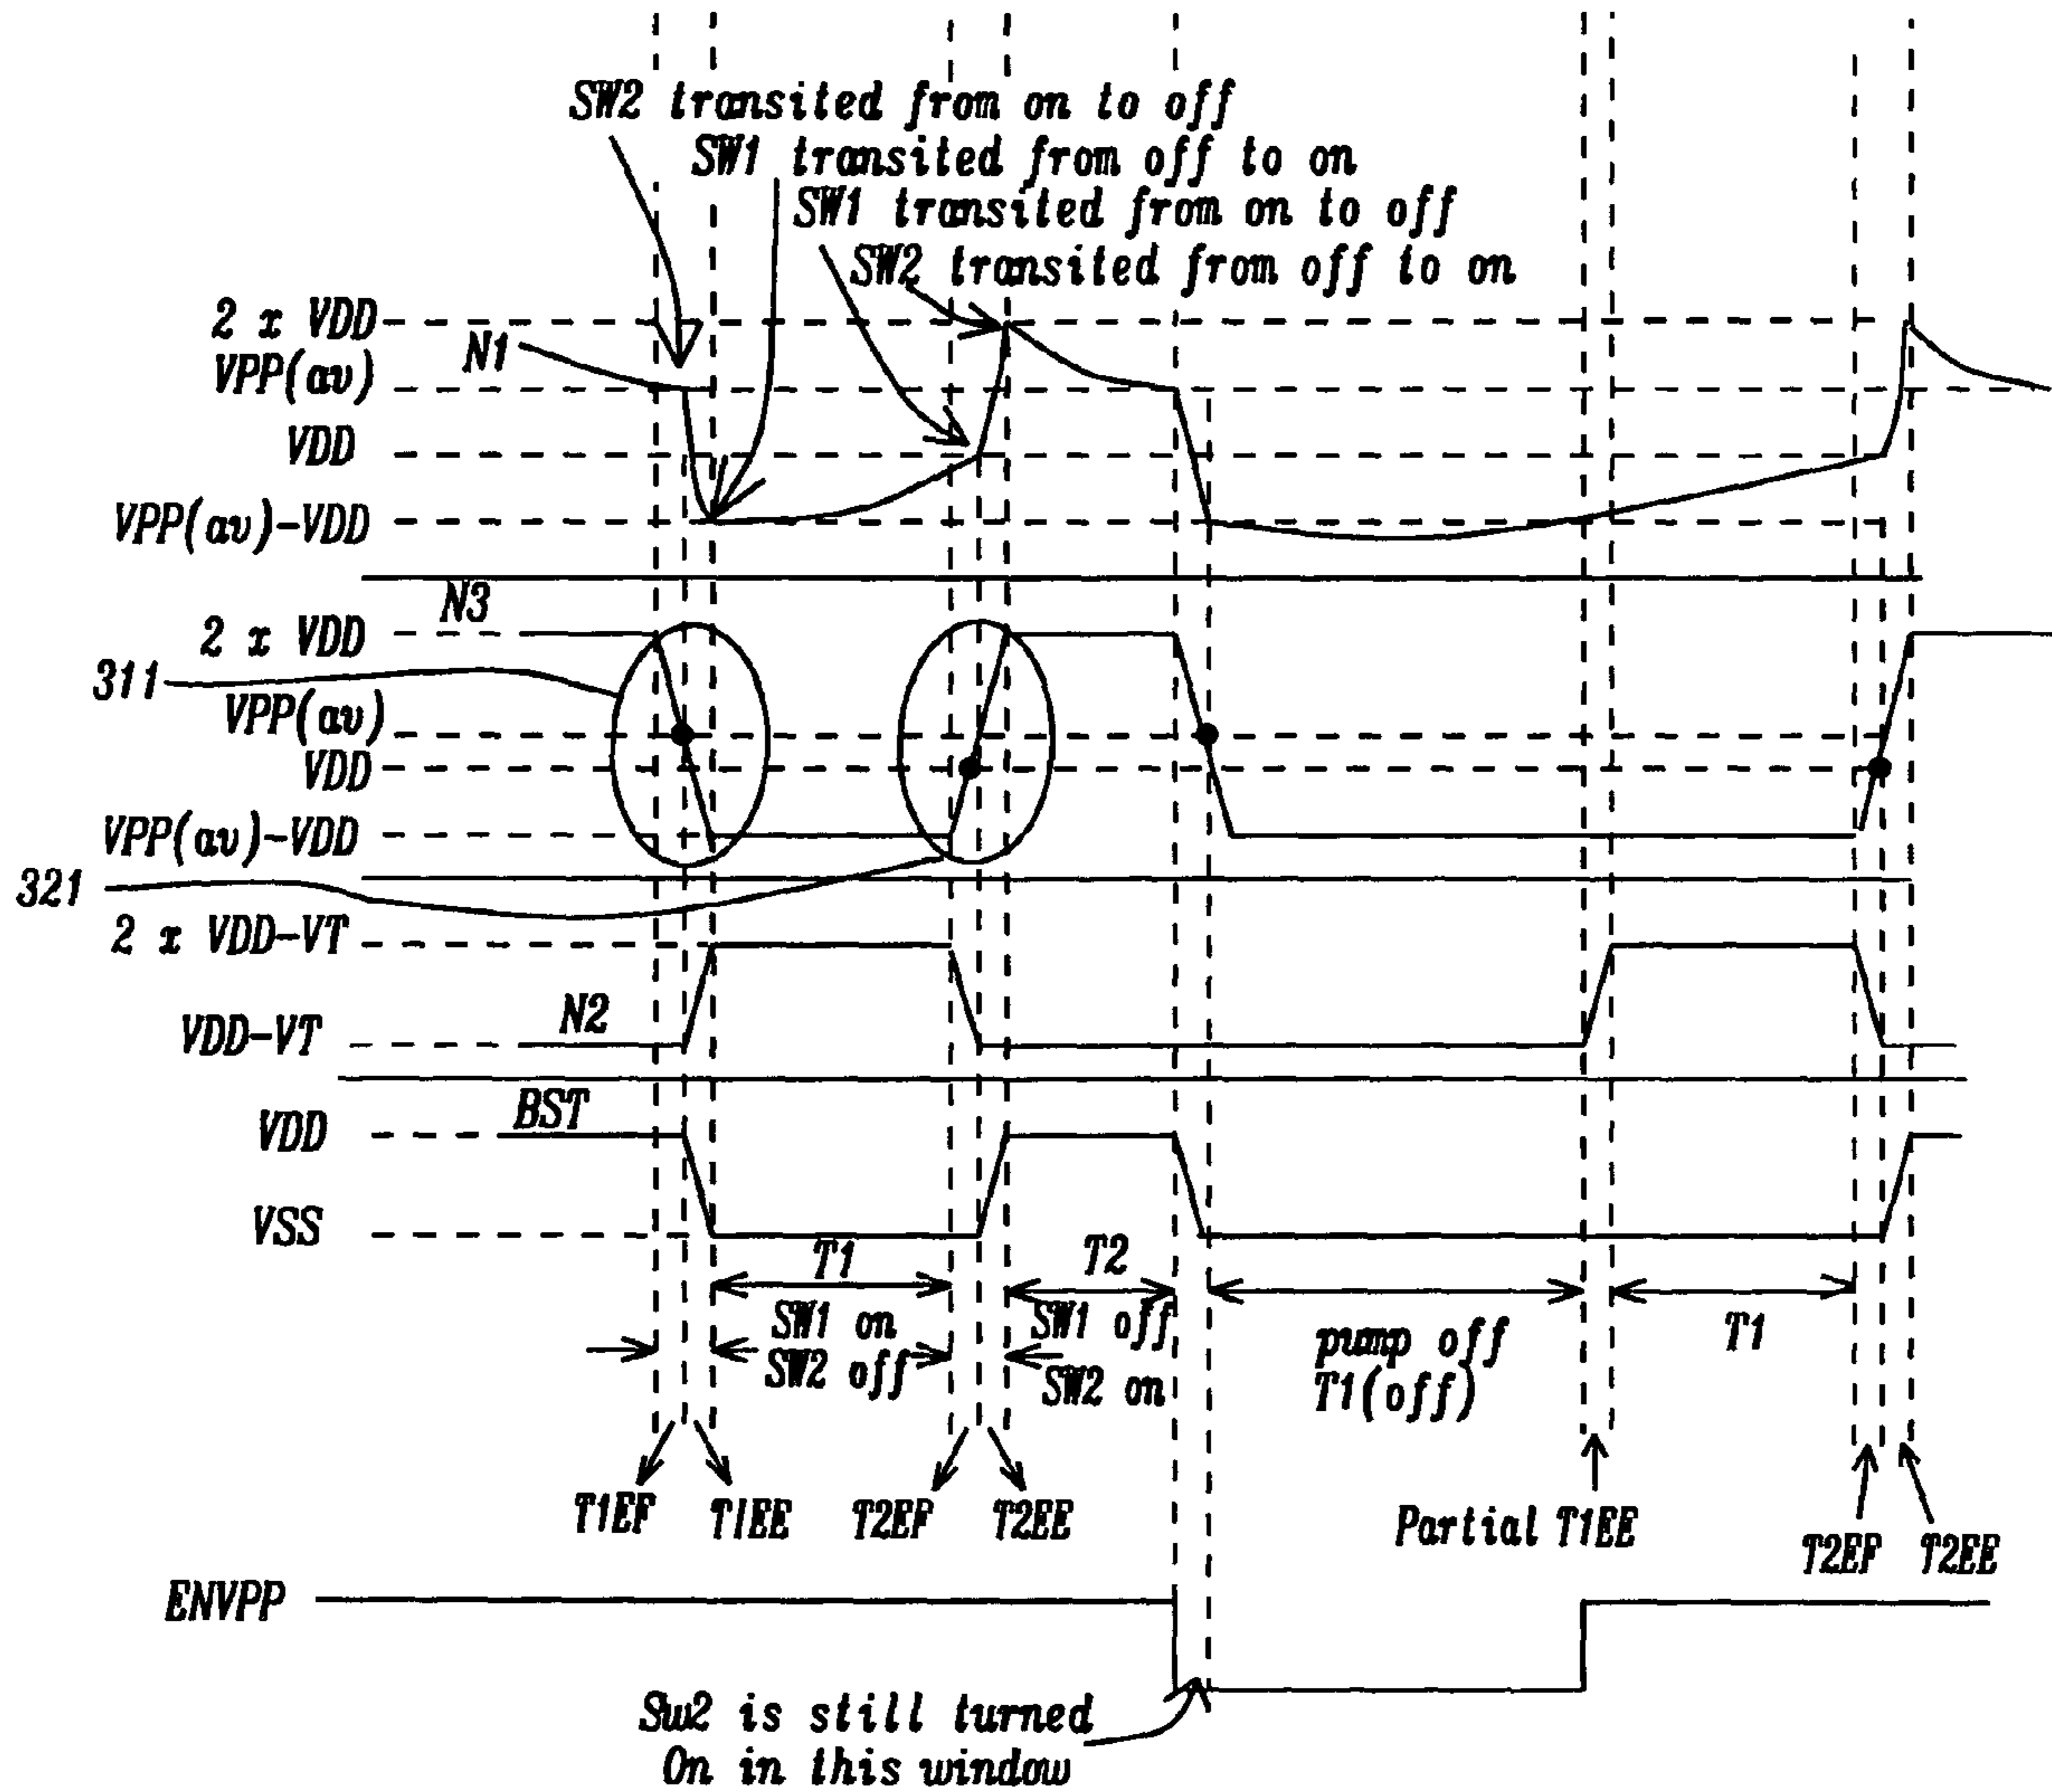 SW2 transited from on to off
SW1 transited from off to on
SW1 transited from on to off
SW2 transited from off to on
2 x VDD
N1
VPP(av)
VDD
VPP(av)-VDD
N3
2 x VDD
311
VPP(av)
VDD
VPP(av)-VDD
321
2 x VDD-VT
N2
VDD-VT
BST
VDD
VSS
T1
SW1 on
SW2 off
T2
SW1 off
SW2 on
pump off
T1(off)
T1
T1EF
T1EE
T2EF
T2EE
Partial T1EE
T2EF
T2EE
ENVPP
Sw2 is still turned
On in this window